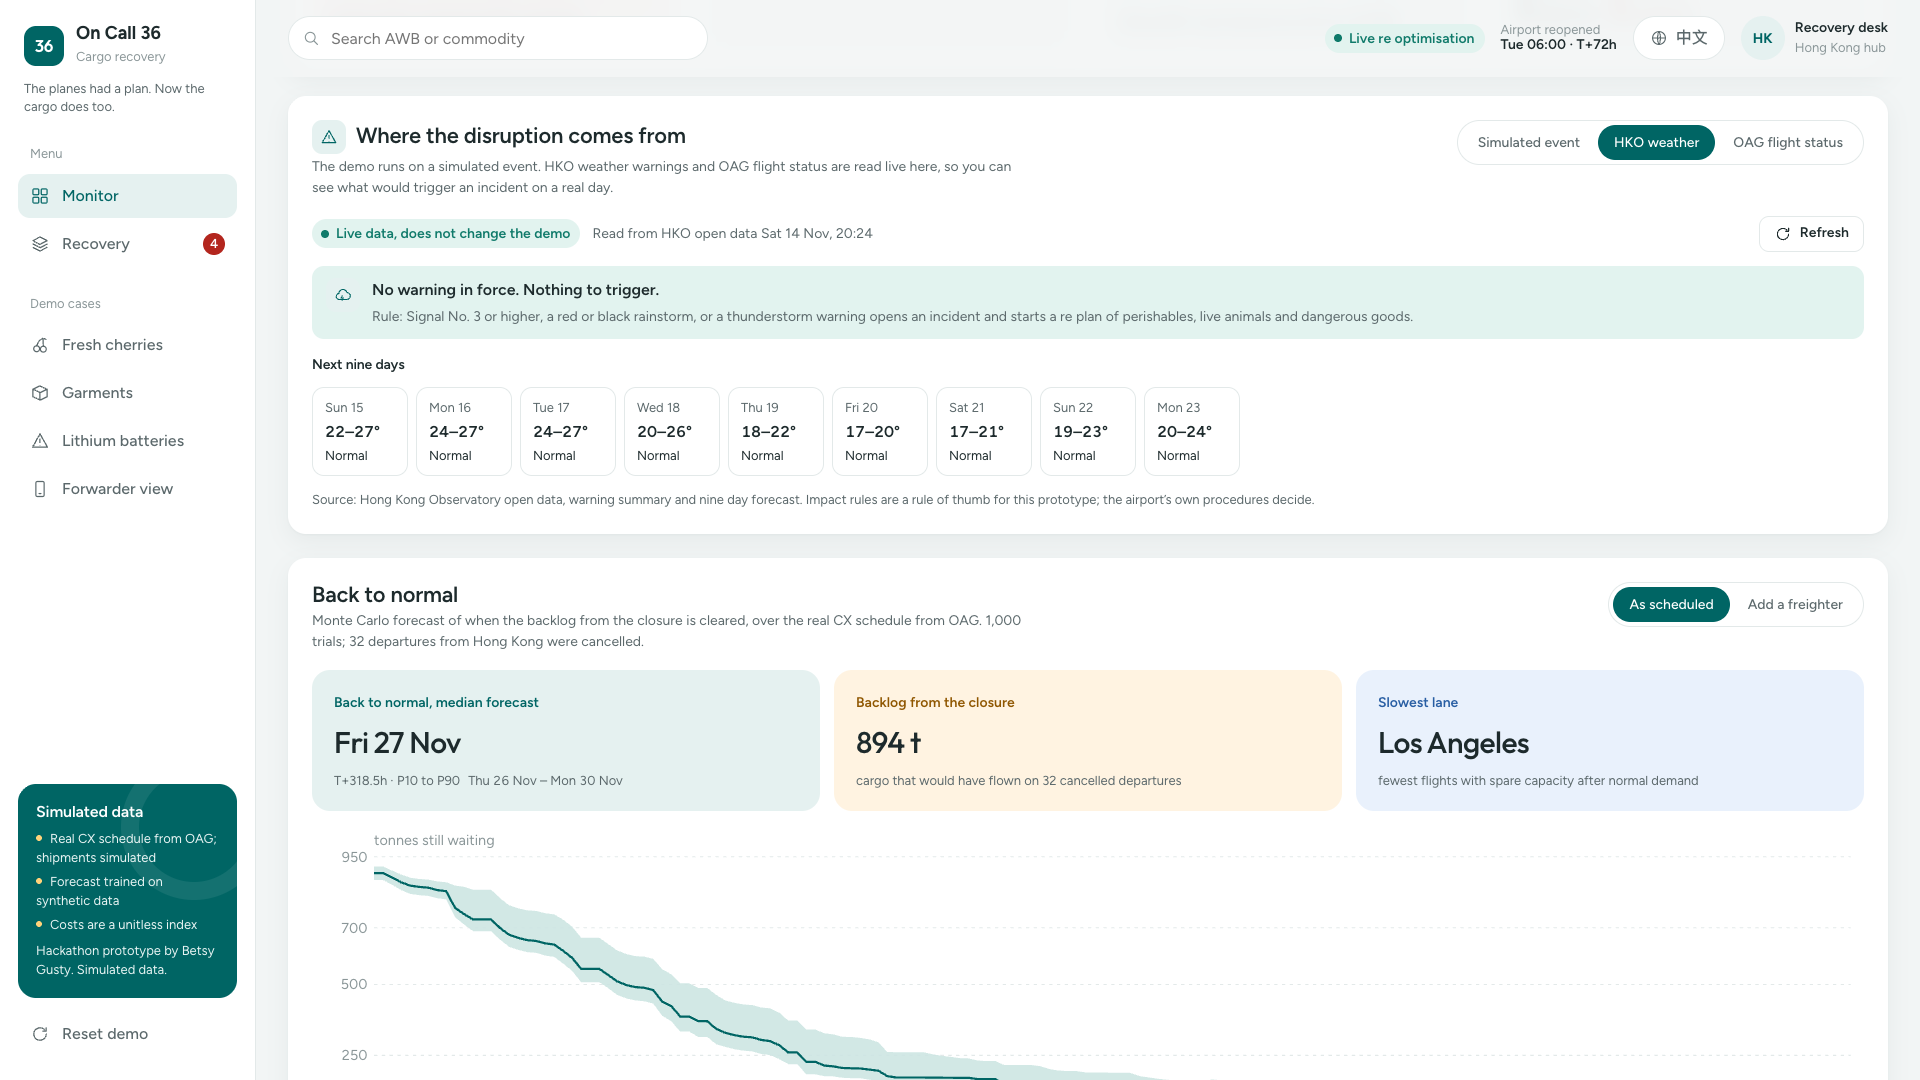 36
On Call 36
Cargo recovery
The planes had a plan. Now the
cargo does too.
Menu
Monitor
Recovery
4
Demo cases
Fresh cherries
Garments
Lithium batteries
Forwarder view
Simulated data
Real CX schedule from OAG;
shipments simulated
Forecast trained on
synthetic data
Costs are a unitless index
Hackathon prototype by Betsy
Gusty. Simulated data.
Reset demo
Search AWB or commodity
Live re optimisation
Airport reopened
Tue 06:00 · T+72h
中文
HK
Recovery desk
Hong Kong hub
Where the disruption comes from
The demo runs on a simulated event. HKO weather warnings and OAG flight status are read live here, so you can
see what would trigger an incident on a real day.
Simulated event
HKO weather
OAG flight status
Live data, does not change the demo
Read from HKO open data Sat 14 Nov, 20:24
Refresh
No warning in force. Nothing to trigger.
Rule: Signal No. 3 or higher, a red or black rainstorm, or a thunderstorm warning opens an incident and starts a re plan of perishables, live animals and dangerous goods.
Next nine days
Sun 15
22–27°
Normal
Mon 16
24–27°
Normal
Tue 17
24–27°
Normal
Wed 18
20–26°
Normal
Thu 19
18–22°
Normal
Fri 20
17–20°
Normal
Sat 21
17–21°
Normal
Sun 22
19–23°
Normal
Mon 23
20–24°
Normal
Source: Hong Kong Observatory open data, warning summary and nine day forecast. Impact rules are a rule of thumb for this prototype; the airport's own procedures decide.
Back to normal
Monte Carlo forecast of when the backlog from the closure is cleared, over the real CX schedule from OAG. 1,000
trials; 32 departures from Hong Kong were cancelled.
As scheduled
Add a freighter
Back to normal, median forecast
Fri 27 Nov
T+318.5h · P10 to P90 Thu 26 Nov – Mon 30 Nov
Backlog from the closure
894 t
cargo that would have flown on 32 cancelled departures
Slowest lane
Los Angeles
fewest flights with spare capacity after normal demand
tonnes still waiting
950
700
500
250